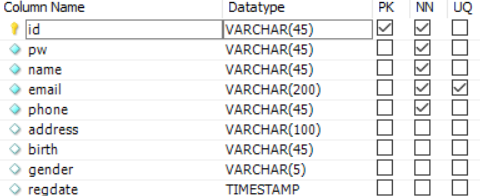 Column Name Datatype PK NN UQ
id VARCHAR(45)
pw VARCHAR(45)
name VARCHAR(45)
email VARCHAR(200)
phone VARCHAR(45)
address VARCHAR(100)
birth VARCHAR(45)
gender VARCHAR(5)
regdate TIMESTAMP